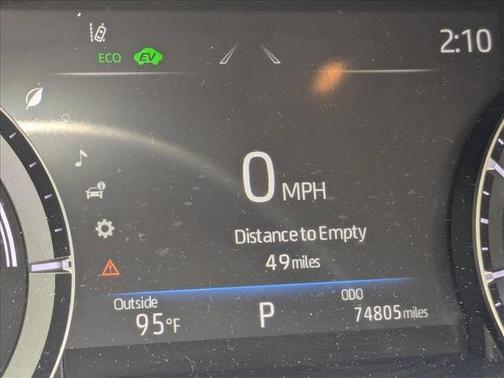 2:10
ECO EV
0 MPH
Distance to Empty
49 miles
Outside
95°F
P
ODO
74805 miles